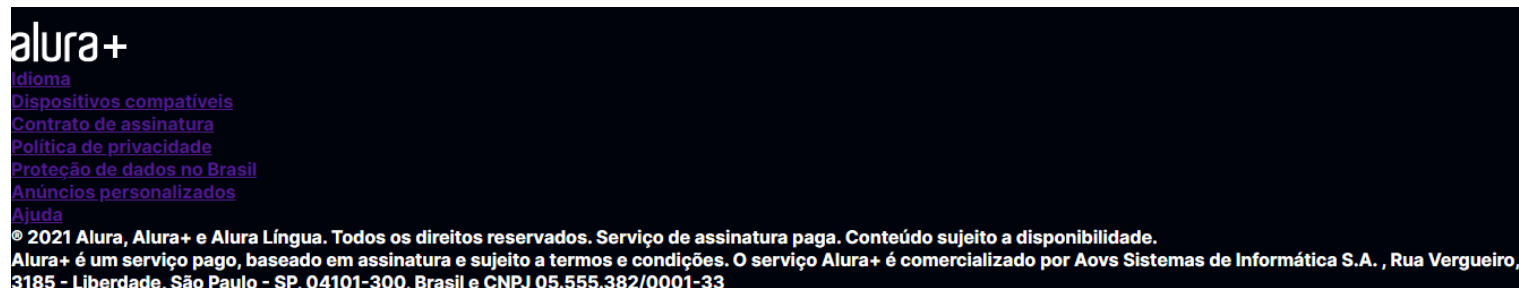 alura+
Idioma
Dispositivos compatíveis
Contrato de assinatura
Política de privacidade
Proteção de dados no Brasil
Anúncios personalizados
Ajuda
® 2021 Alura, Alura+ e Alura Língua. Todos os direitos reservados. Serviço de assinatura paga. Conteúdo sujeito a disponibilidade.
Alura+ é um serviço pago, baseado em assinatura e sujeito a termos e condições. O serviço Alura+ é comercializado por Aovs Sistemas de Informática S.A. , Rua Vergueiro,
3185 - Liberdade, São Paulo - SP, 04101-300, Brasil e CNPJ 05.555.382/0001-33